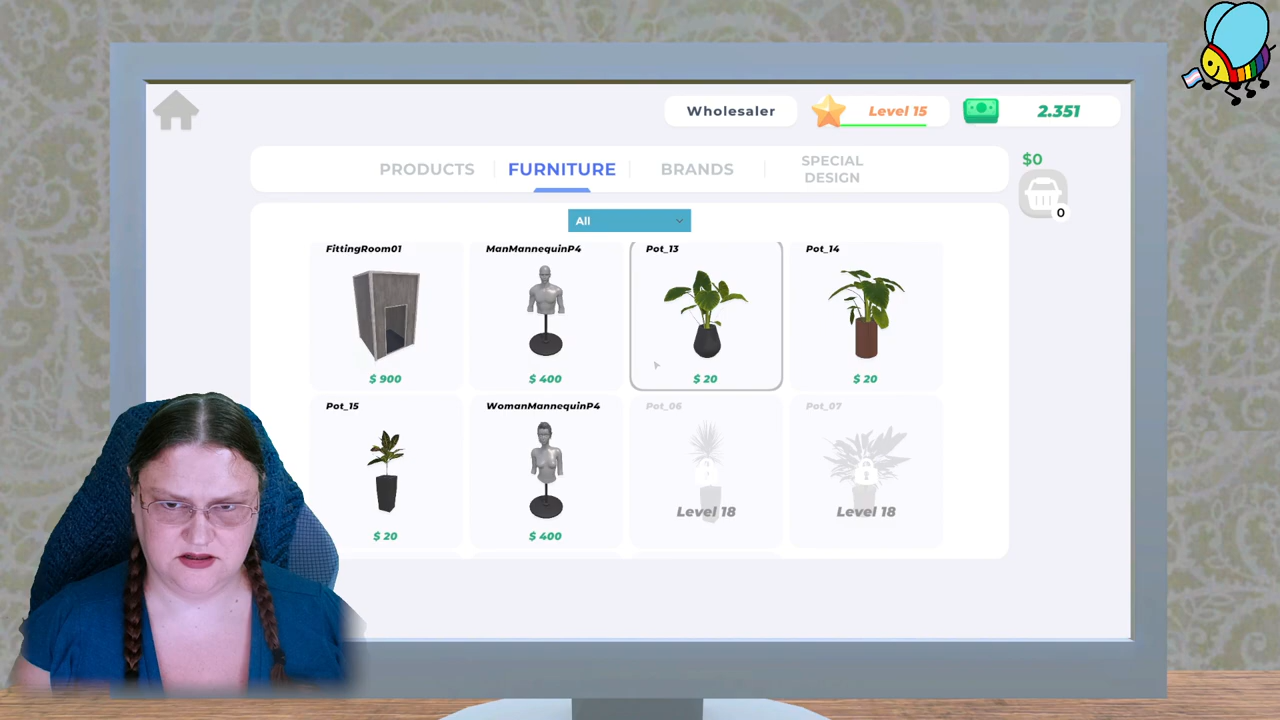 Wholesaler
Level 15
2.351
PRODUCTS
FURNITURE
BRANDS
SPECIAL
DESIGN
$0
0
All
FittingRoom01
ManMannequinP4
Pot_13
Pot_14
$ 900
$ 400
$ 20
$ 20
Pot_15
WomanMannequinP4
Pot_06
Pot_07
Level 18
Level 18
$ 20
$ 400